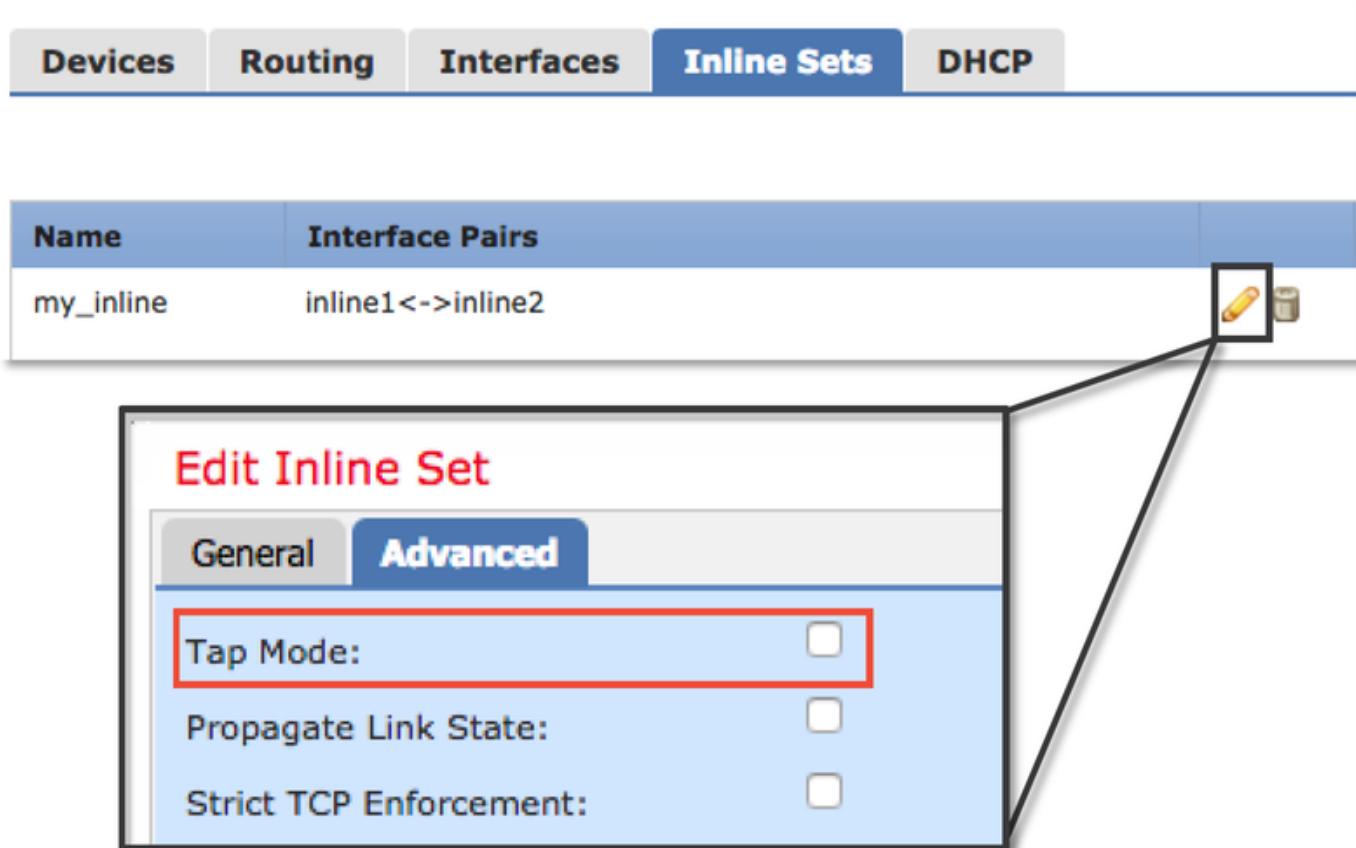 Devices Routing Interfaces Inline Sets DHCP
Name Interface Pairs
my_inline inline1<->inline2
Edit Inline Set
General Advanced
Tap Mode:
Propagate Link State:
Strict TCP Enforcement: